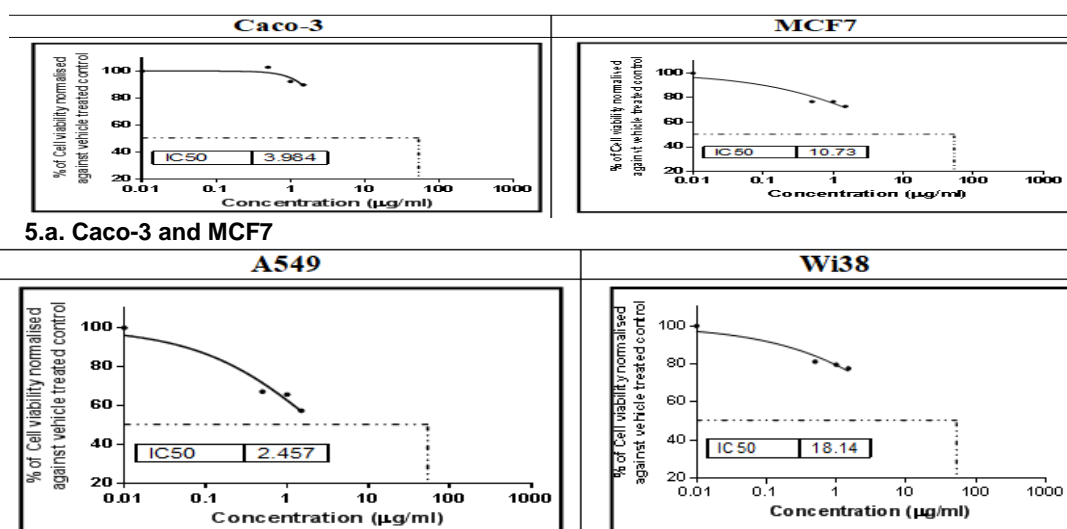 Caco-3 MCF7
% of Cell viability normalised
against vehicle treated control
100
80
60
40
20
IC50 3.984
0.01 0.1 1 10 100 1000
Concentration (µg/ml)
% of Cell viability normalised
against vehicle treated control
100
80
60
40
20
IC50 10.73
0.01 0.1 1 10 100 1000
Concentration (µg/ml)
5.a. Caco-3 and MCF7
A549 Wi38
% of Cell viability normalised
against vehicle treated control
100
80
60
40
20
IC50 2.457
0.01 0.1 1 10 100 1000
Concentration (µg/ml)
% of Cell viability normalised
against vehicle treated control
100
80
60
40
20
IC50 18.14
0.01 0.1 1 10 100 1000
Concentration (µg/ml)